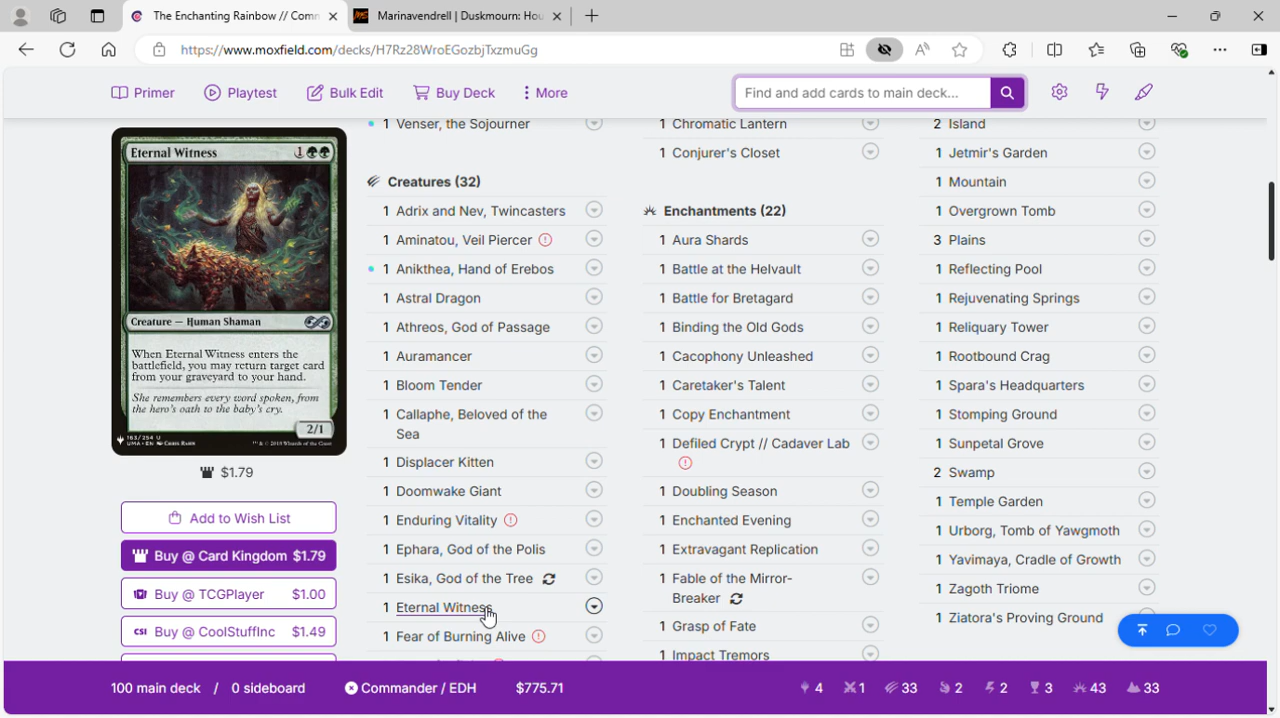 The Enchanting Rainbow // Comm
Marinavendrell | Duskmourn: Hou
https://www.moxfield.com/decks/H7Rz28WroEGozbjTxzmuGg
Primer
Playtest
Bulk Edit
Buy Deck
More
Find and add cards to main deck...
Eternal Witness 1
Creature — Human Shaman
When Eternal Witness enters the
battlefield, you may return target card
from your graveyard to your hand.
She remembers every word spoken, from
the hero's oath to the baby's cry.
2/1
$1.79
Add to Wish List
Buy @ Card Kingdom $1.79
Buy @ TCGPlayer $1.00
CSI Buy @ CoolStuffInc $1.49
1 Venser, the Sojourner
Creatures (32)
1 Adrix and Nev, Twincasters
1 Aminatou, Veil Piercer
1 Anikthea, Hand of Erebos
1 Astral Dragon
1 Athreos, God of Passage
1 Auramancer
1 Bloom Tender
1 Callaphe, Beloved of the
Sea
1 Displacer Kitten
1 Doomwake Giant
1 Enduring Vitality
1 Ephara, God of the Polis
1 Esika, God of the Tree
1 Eternal Witness
1 Fear of Burning Alive
1 Chromatic Lantern
1 Conjurer's Closet
Enchantments (22)
1 Aura Shards
1 Battle at the Helvault
1 Battle for Bretagard
1 Binding the Old Gods
1 Cacophony Unleashed
1 Caretaker's Talent
1 Copy Enchantment
1 Defiled Crypt // Cadaver Lab
1 Doubling Season
1 Enchanted Evening
1 Extravagant Replication
1 Fable of the Mirror-
Breaker
1 Grasp of Fate
1 Impact Tremors
2 Island
1 Jetmir's Garden
1 Mountain
1 Overgrown Tomb
3 Plains
1 Reflecting Pool
1 Rejuvenating Springs
1 Reliquary Tower
1 Rootbound Crag
1 Spara's Headquarters
1 Stomping Ground
1 Sunpetal Grove
2 Swamp
1 Temple Garden
1 Urborg, Tomb of Yawgmoth
1 Yavimaya, Cradle of Growth
1 Zagoth Triome
1 Ziatora's Proving Ground
100 main deck / 0 sideboard
Commander / EDH
$775.71
4 1 33 2 2 3 43 33